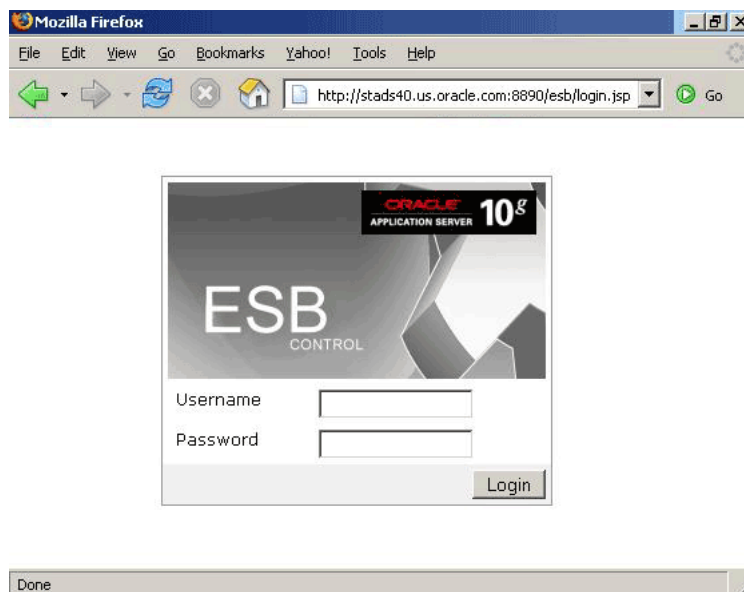 Mozilla Firefox
File Edit View Go Bookmarks Yahoo! Tools Help
http://stads40.us.oracle.com:8890/esb/login.jsp Go
ORACLE
APPLICATION SERVER 10g
ESB
CONTROL
Username
Password
Login
Done